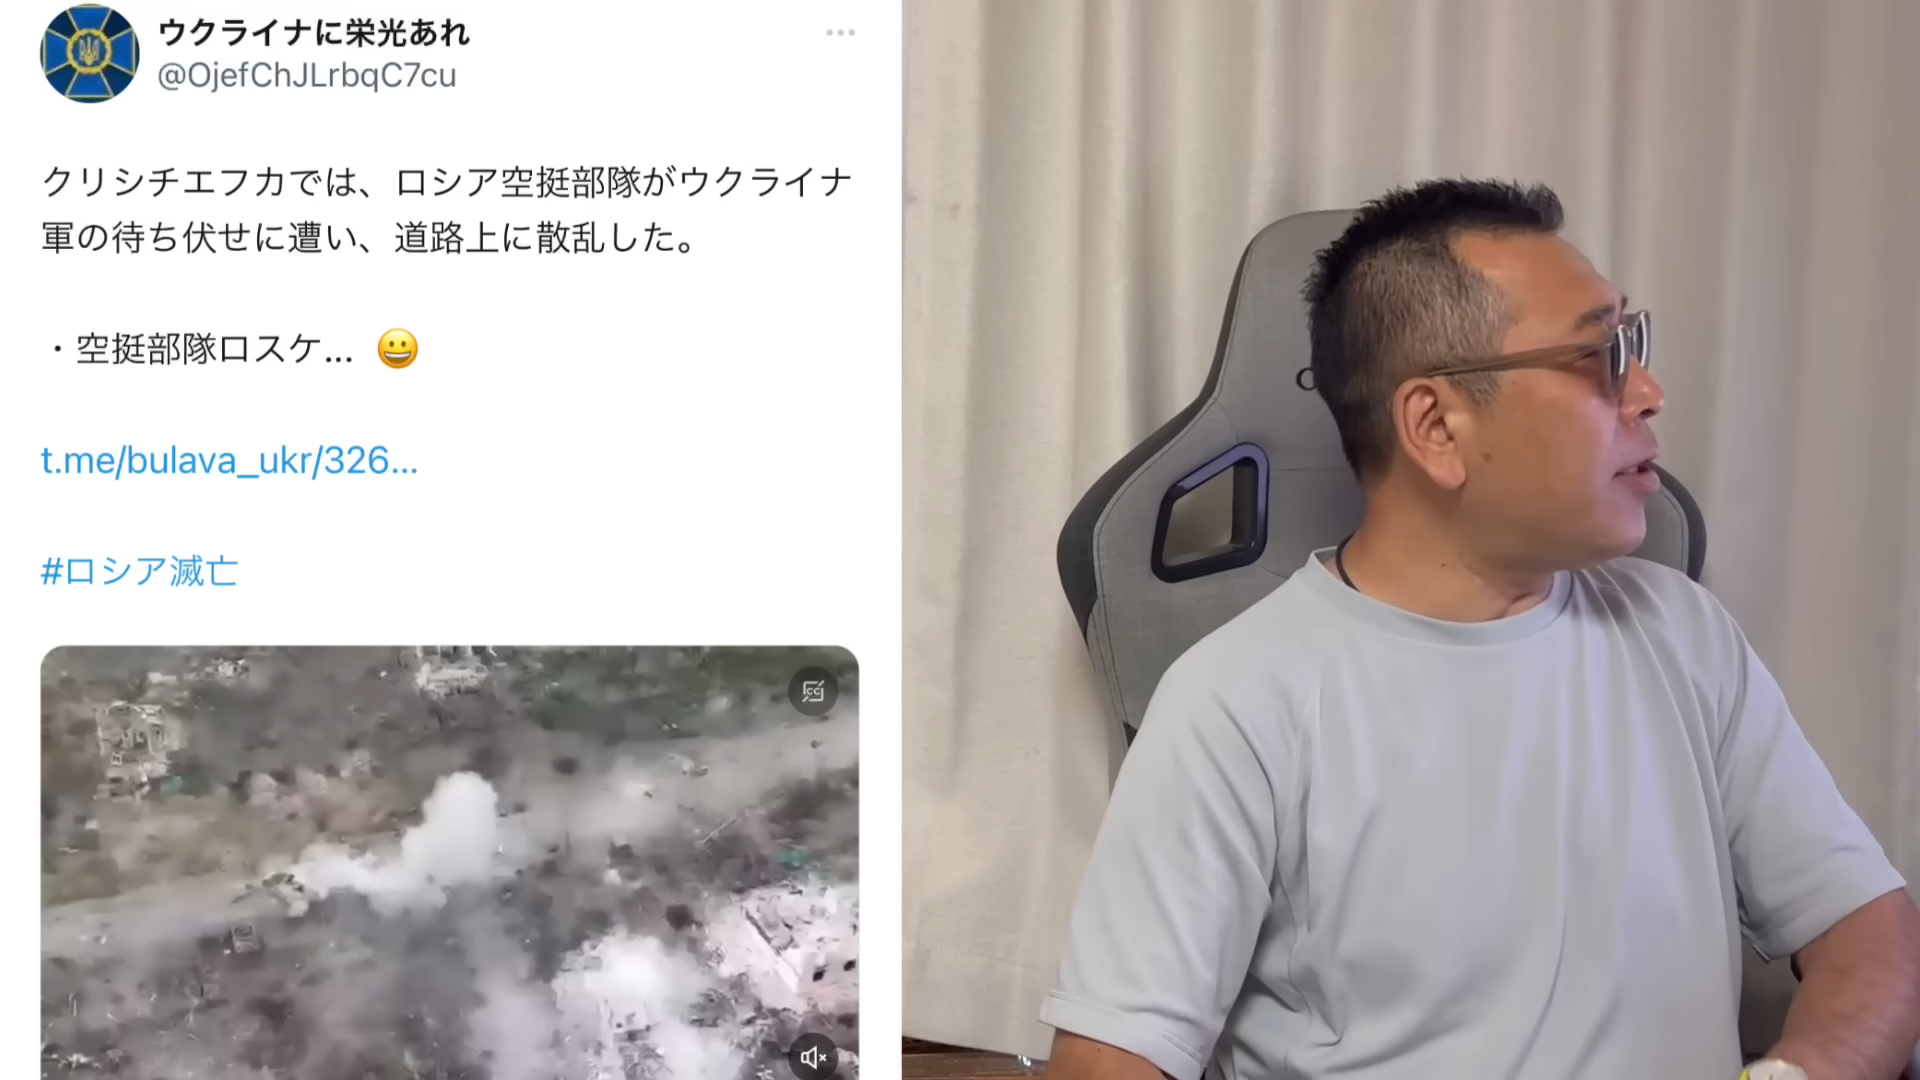 ウクライナに栄光あれ
@OjefChJLrbqC7cu
クリシチエフカでは、ロシア空挺部隊がウクライナ
軍の待ち伏せに遭い、道路上に散乱した。
・空挺部隊ロスケ... 😀
t.me/bulava_ukr/326...
#ロシア滅亡
CC